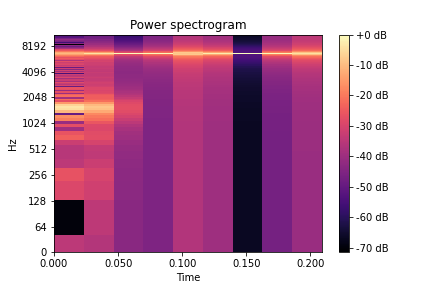 Power spectrogram
8192
4096
2048
1024
512
256
128
64
0
Hz
0.000 0.050 0.100 0.150 0.200
Time
+0 dB
-10 dB
-20 dB
-30 dB
-40 dB
-50 dB
-60 dB
-70 dB